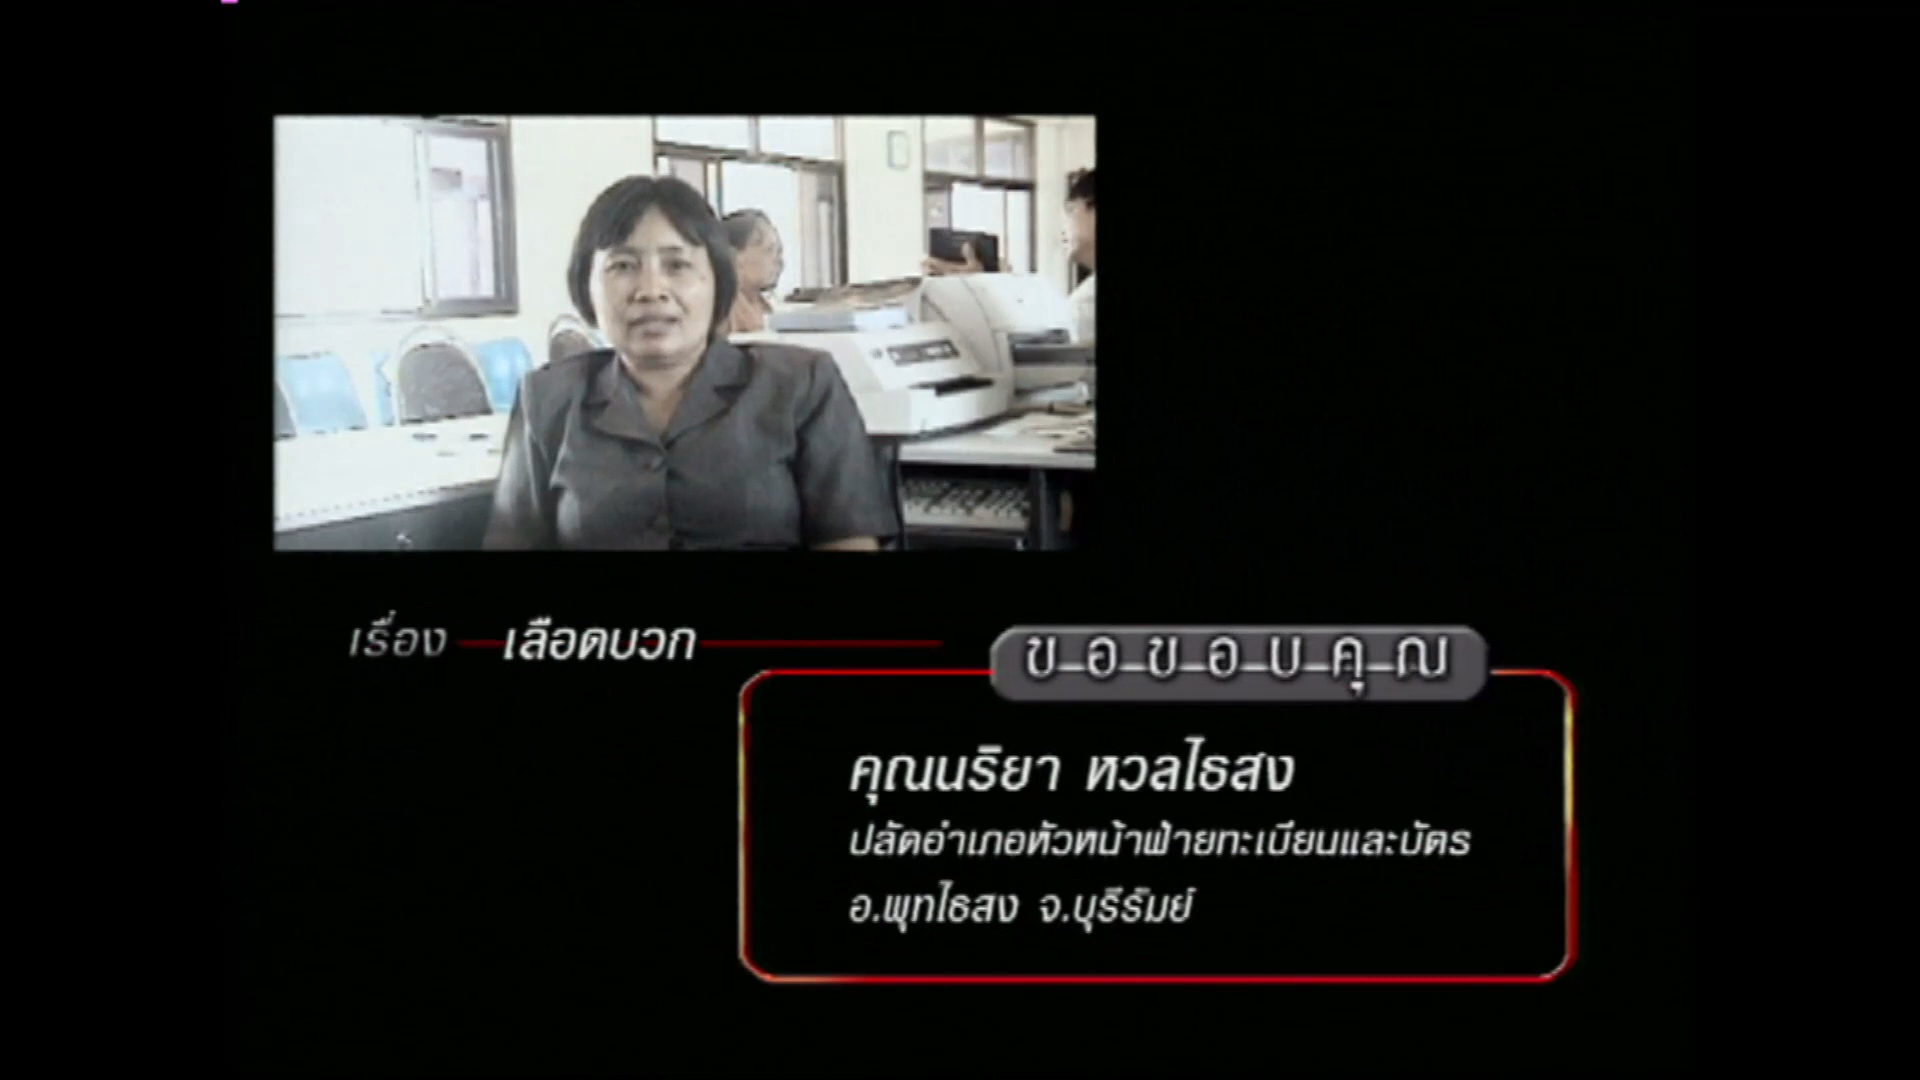 เรื่อง เลือดบวก
ขอขอบคุณ
คุณนริยา หวลไธสง
ปลัดอำเภอหัวหน้าฝ่ายทะเบียนและบัตร
อ.พุทไธสง จ.บุรีรัมย์